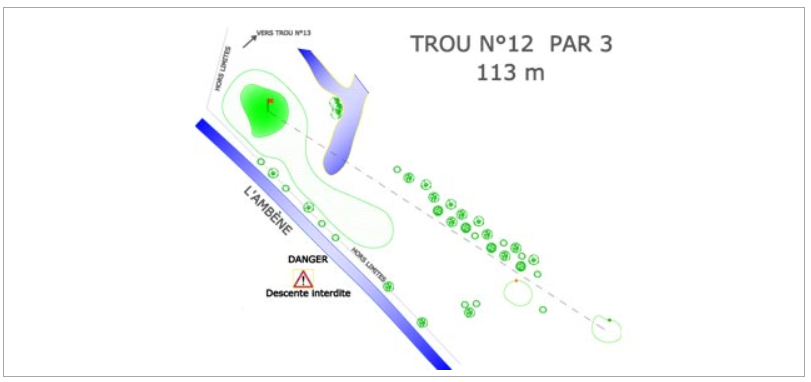 VERS TROU N°13
TROU N°12 PAR 3
113 m
HORS LIMITES
L'AMBÈNE
HORS LIMITES
DANGER
Descente interdite